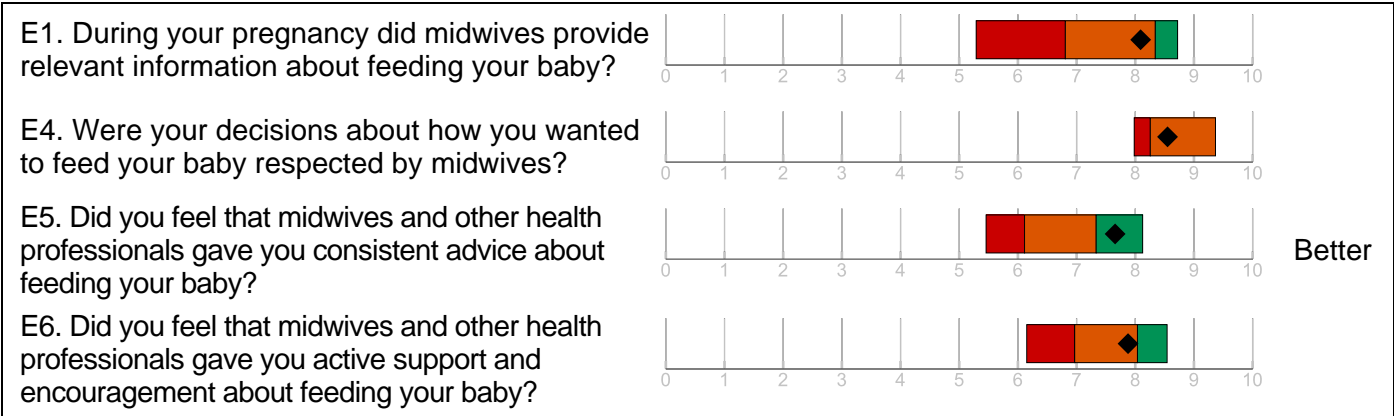 E1. During your pregnancy did midwives provide
relevant information about feeding your baby?
0 1 2 3 4 5 6 7 8 9 10
E4. Were your decisions about how you wanted
to feed your baby respected by midwives?
0 1 2 3 4 5 6 7 8 9 10
E5. Did you feel that midwives and other health
professionals gave you consistent advice about
feeding your baby?
0 1 2 3 4 5 6 7 8 9 10
Better
E6. Did you feel that midwives and other health
professionals gave you active support and
encouragement about feeding your baby?
0 1 2 3 4 5 6 7 8 9 10